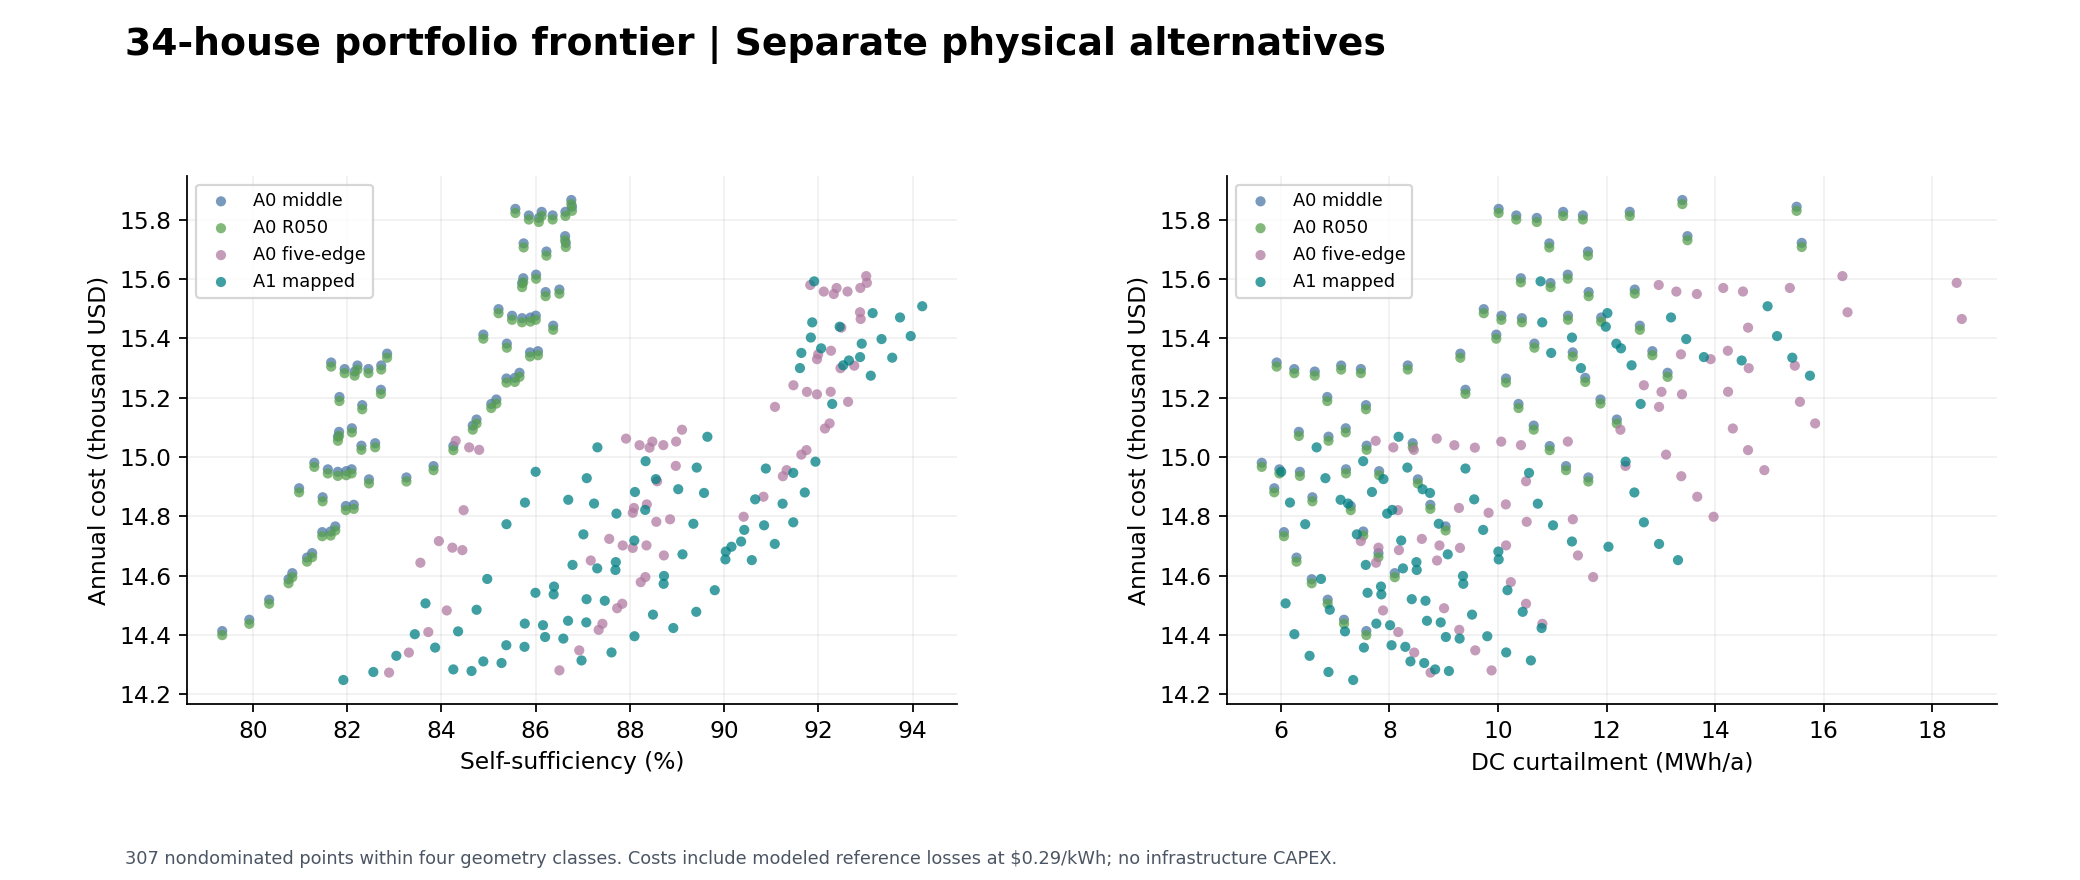 34-house portfolio frontier | Separate physical alternatives
A0 middle
A0 R050
A0 five-edge
A1 mapped
Annual cost (thousand USD)
15.8
15.6
15.4
15.2
15.0
14.8
14.6
14.4
14.2
80 82 84 86 88 90 92 94
Self-sufficiency (%)
A0 middle
A0 R050
A0 five-edge
A1 mapped
Annual cost (thousand USD)
15.8
15.6
15.4
15.2
15.0
14.8
14.6
14.4
14.2
6 8 10 12 14 16 18
DC curtailment (MWh/a)
307 nondominated points within four geometry classes. Costs include modeled reference losses at $0.29/kWh; no infrastructure CAPEX.